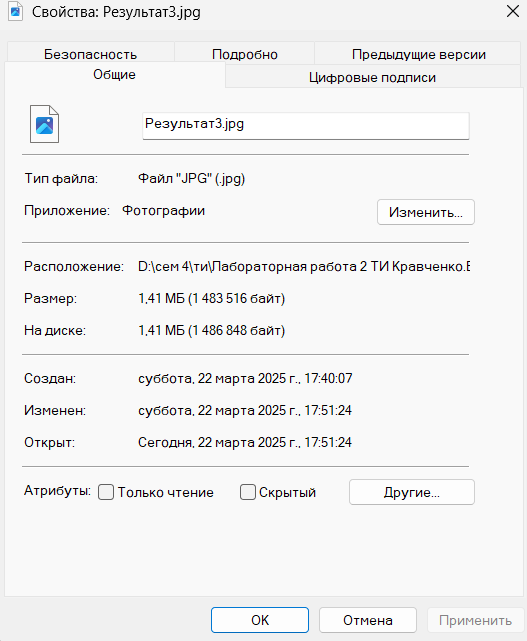 Свойства: Результат3.jpg
Безопасность Подробно Предыдущие версии
Общие Цифровые подписи
Результат3.jpg
Тип файла: Файл "JPG" (.jpg)
Приложение: Фотографии Изменить...
Расположение: D:\сем 4\ти\Лабораторная работа 2 ТИ Кравченко.Е
Размер: 1,41 МБ (1 483 516 байт)
На диске: 1,41 МБ (1 486 848 байт)
Создан: суббота, 22 марта 2025 г., 17:40:07
Изменен: суббота, 22 марта 2025 г., 17:51:24
Открыт: Сегодня, 22 марта 2025 г., 17:51:24
Атрибуты: Только чтение Скрытый Другие...
ОК Отмена Применить